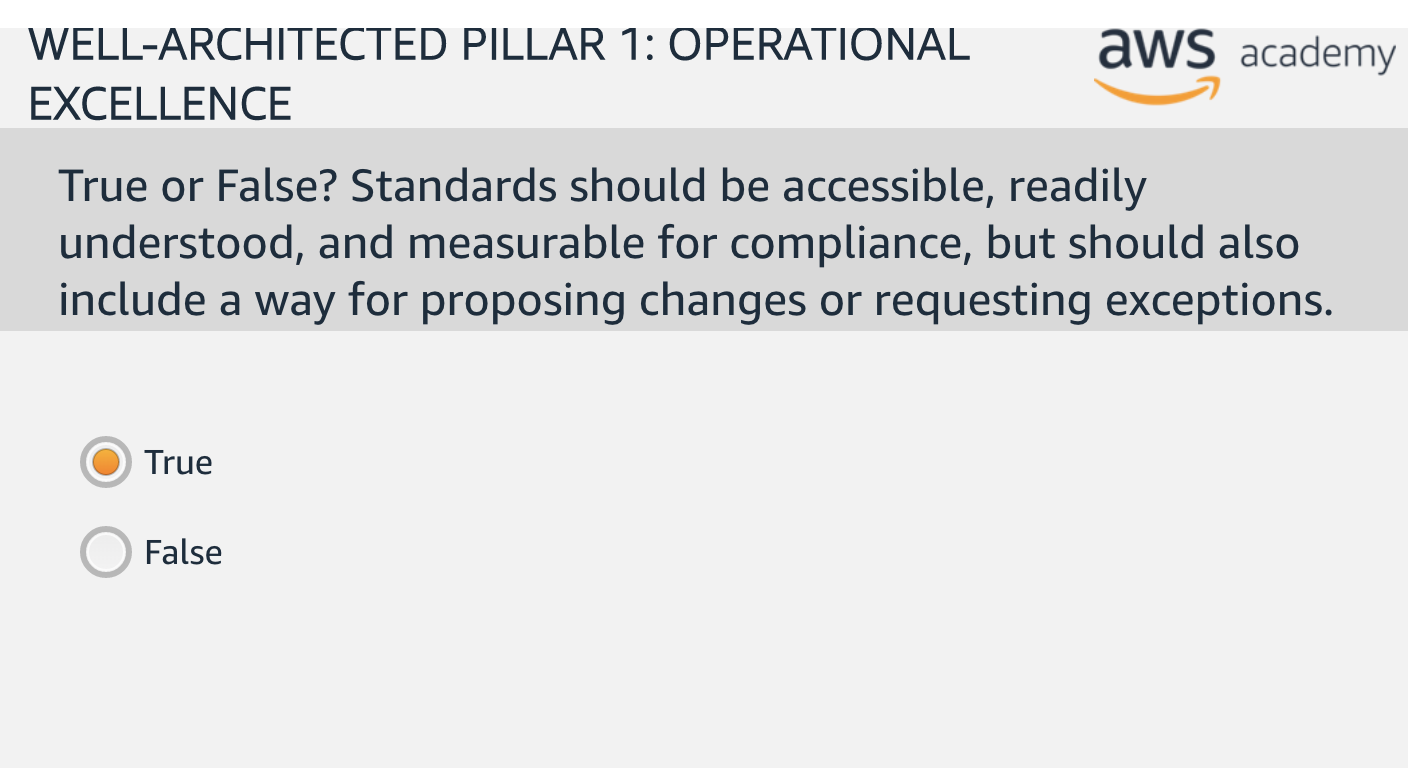 WELL-ARCHITECTED PILLAR 1: OPERATIONAL
EXCELLENCE
aws academy
True or False? Standards should be accessible, readily
understood, and measurable for compliance, but should also
include a way for proposing changes or requesting exceptions.
True
False